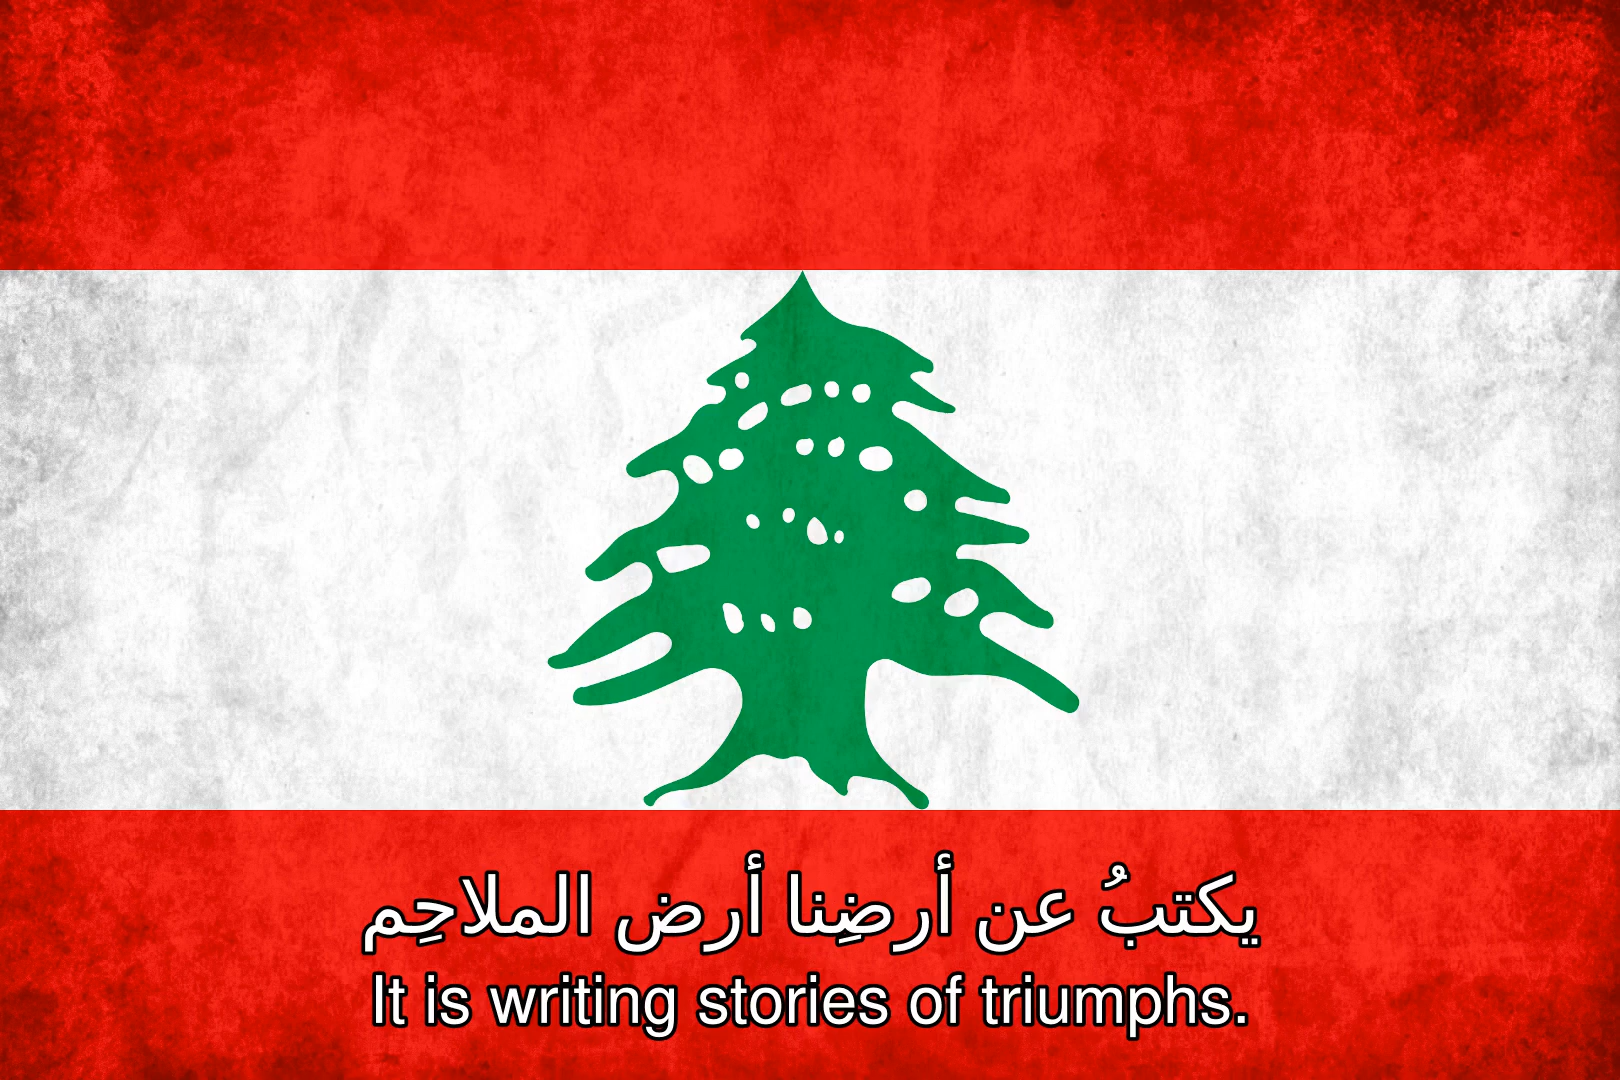 يكتبُ عن أرضِنا أرض الملاحِم
It is writing stories of triumphs.